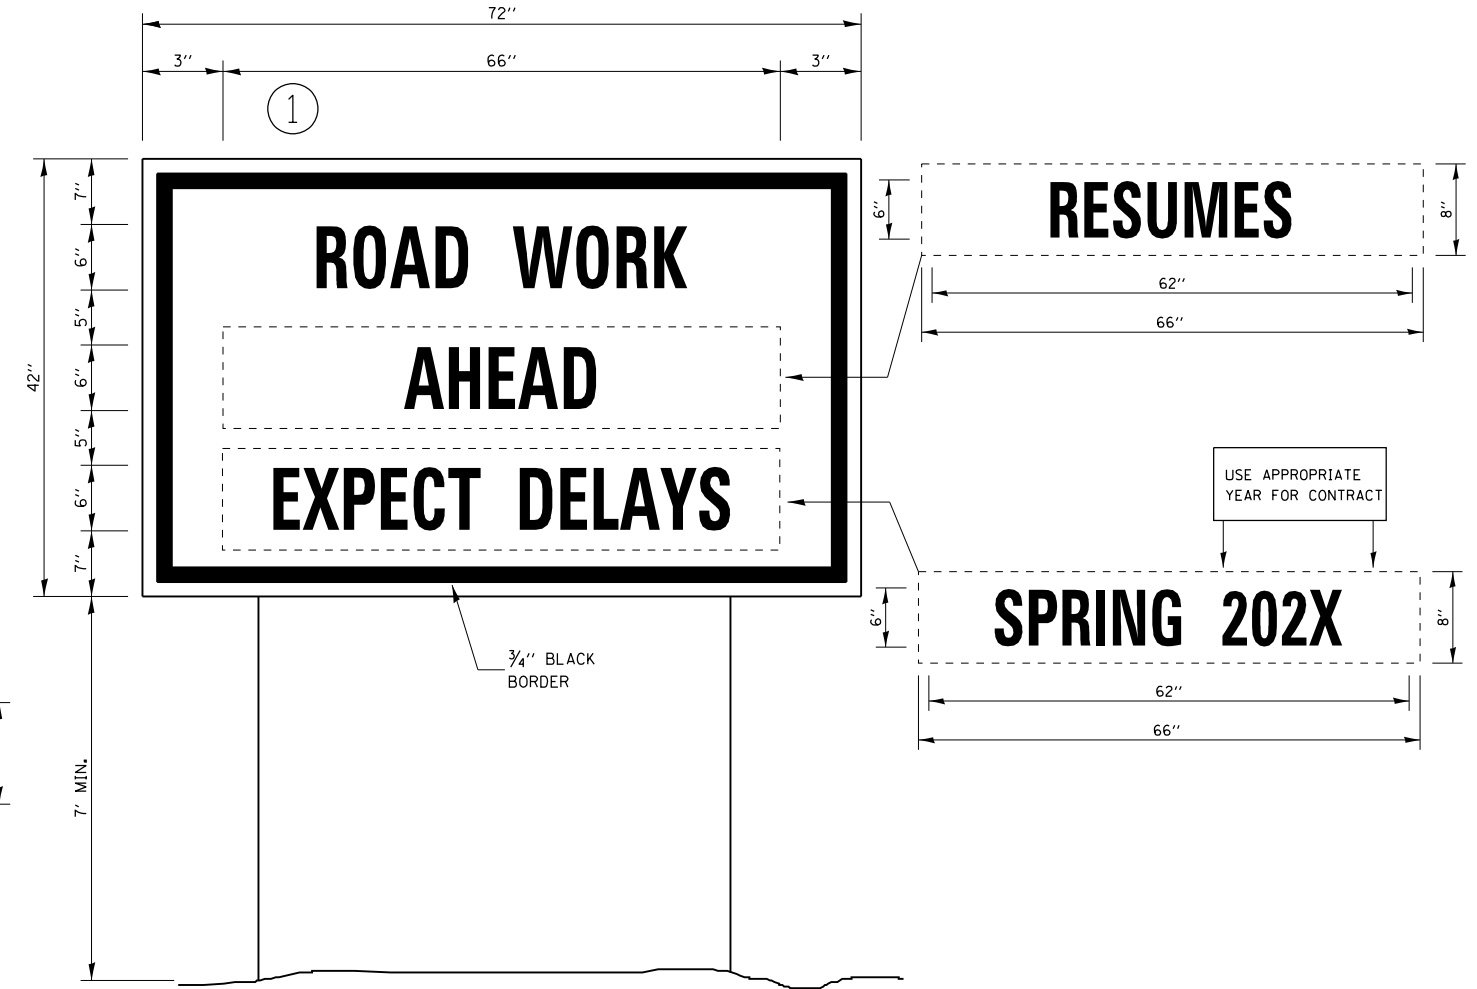 72''
3'' 66'' 3''
1
7''
6''
5''
6''
5''
6''
7''
42''
7' MIN.
ROAD WORK
AHEAD
EXPECT DELAYS
3/4'' BLACK
BORDER
6''
RESUMES
8''
62''
66''
USE APPROPRIATE
YEAR FOR CONTRACT
6''
SPRING 202X
8''
62''
66''